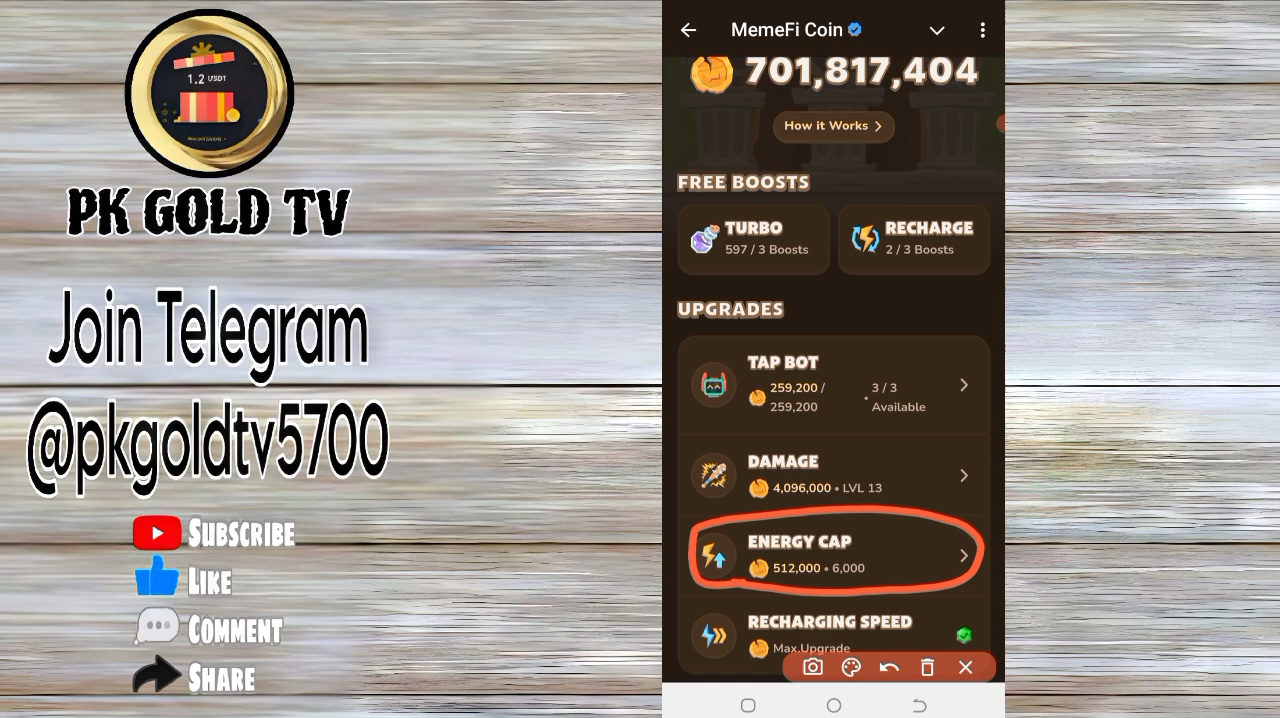 1.2 USDT
PK GOLD TV
Join Telegram
@pkgoldtv5700
SUBSCRIBE
LIKE
COMMENT
SHARE
MemeFi Coin
701,817,404
How it Works
FREE BOOSTS
TURBO
597 / 3 Boosts
RECHARGE
2 / 3 Boosts
UPGRADES
TAP BOT
259,200 /
259,200
• 3 / 3
Available
DAMAGE
4,096,000 • LVL 13
ENERGY CAP
512,000 • 6,000
RECHARGING SPEED
Max.Upgrade